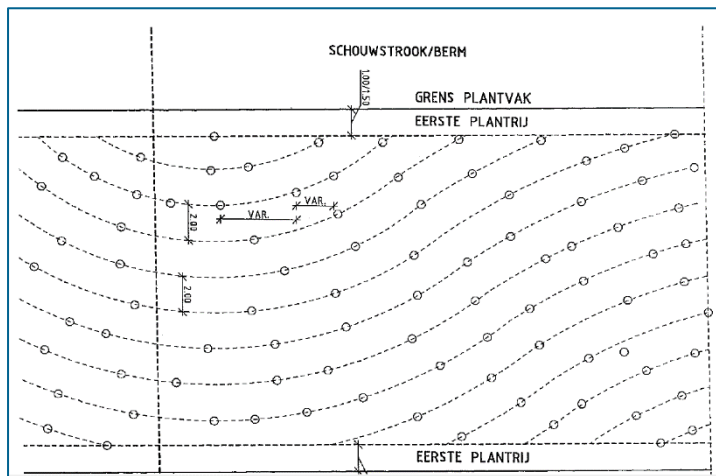 SCHOUWSTROOK/BERM
1.00/1.50
GRENS PLANTVAK
EERSTE PLANTRIJ
VAR.
VAR.
2.00
2.00
EERSTE PLANTRIJ